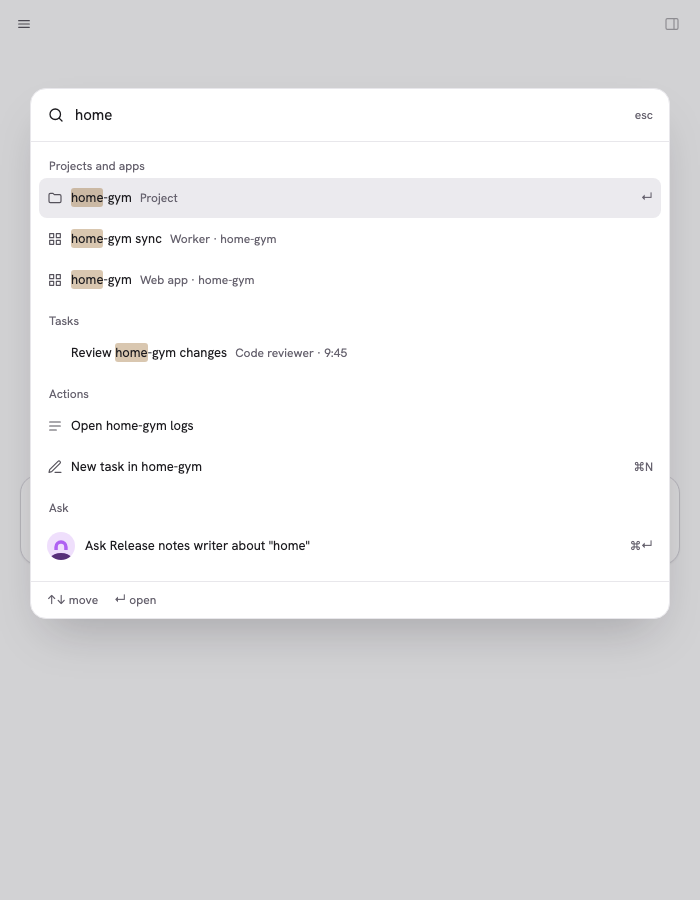 home esc
Projects and apps
home-gym Project ↵
home-gym sync Worker · home-gym
home-gym Web app · home-gym
Tasks
Review home-gym changes Code reviewer · 9:45
Actions
Open home-gym logs
New task in home-gym ⌘N
Ask
Ask Release notes writer about "home" ⌘↵
↑↓ move ↵ open